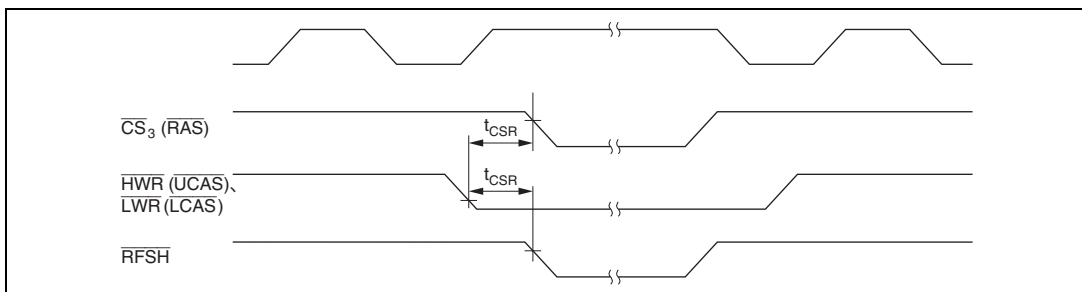 CS₃ (RAS)
tCSR
HWR (UCAS)、
tCSR
LWR (LCAS)
RFSH